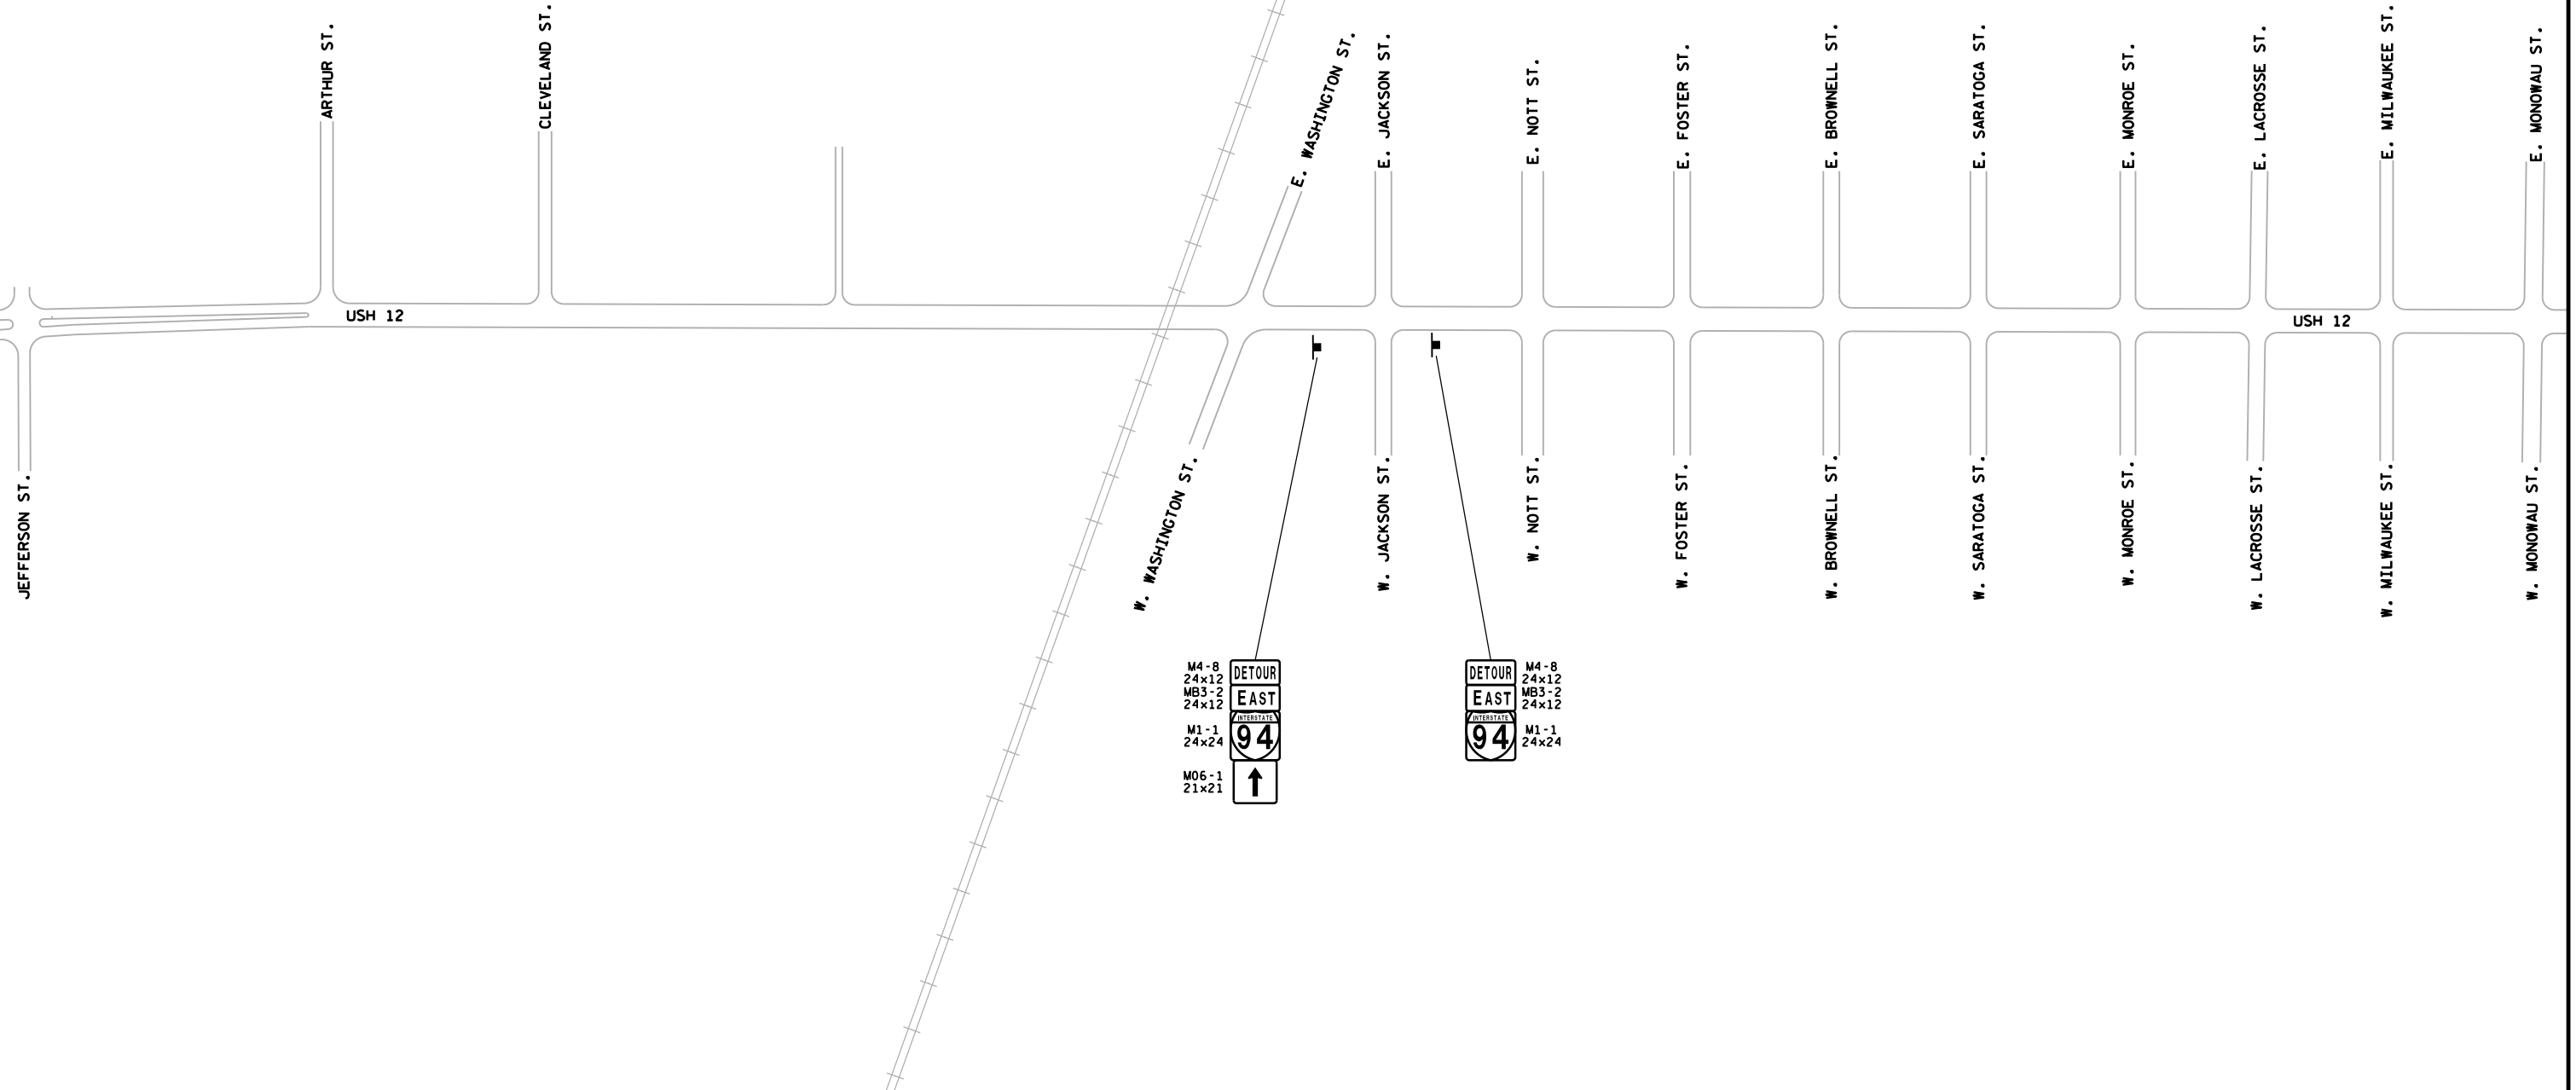 ARTHUR ST.
CLEVELAND ST.
E. WASHINGTON ST.
E. JACKSON ST.
E. NOTT ST.
E. FOSTER ST.
E. BROWNELL ST.
E. SARATOGA ST.
E. MONROE ST.
E. LACROSSE ST.
E. MILWAUKEE ST.
E. MONOWAU ST.
USH 12
USH 12
JEFFERSON ST.
W. WASHINGTON ST.
W. JACKSON ST.
W. NOTT ST.
W. FOSTER ST.
W. BROWNELL ST.
W. SARATOGA ST.
W. MONROE ST.
W. LACROSSE ST.
W. MILWAUKEE ST.
W. MONOWAU ST.
M4-8
24x12
MB3-2
24x12
M1-1
24x24
M06-1
21x21
DETOUR
EAST
INTERSTATE
94
DETOUR
EAST
INTERSTATE
94
M4-8
24x12
MB3-2
24x12
M1-1
24x24